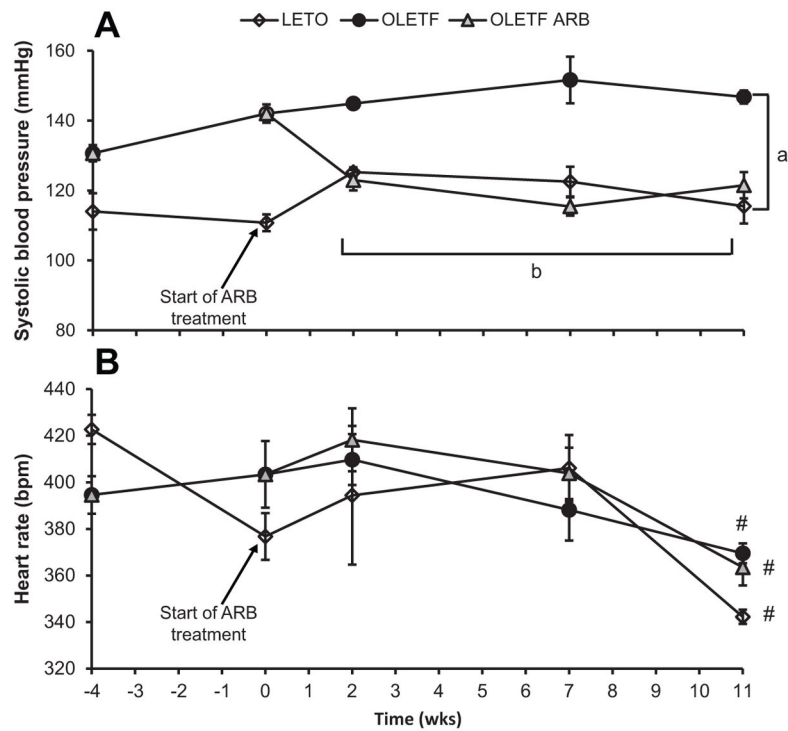 A
LETO OLETF OLETF ARB
Systolic blood pressure (mmHg)
160
140
120
100
80
a
b
Start of ARB
treatment
B
Heart rate (bpm)
440
420
400
380
360
340
320
#
#
#
Start of ARB
treatment
-4 -3 -2 -1 0 1 2 3 4 5 6 7 8 9 10 11
Time (wks)